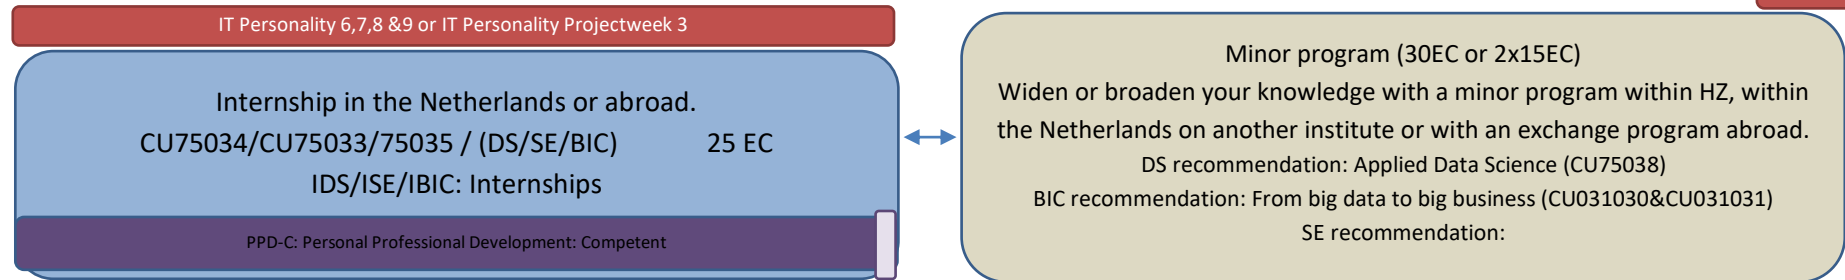 IT Personality 6,7,8 &9 or IT Personality Projectweek 3
Internship in the Netherlands or abroad.
CU75034/CU75033/75035 / (DS/SE/BIC) 25 EC
IDS/ISE/IBIC: Internships
PPD-C: Personal Professional Development: Competent
Minor program (30EC or 2x15EC)
Widen or broaden your knowledge with a minor program within HZ, within
the Netherlands on another institute or with an exchange program abroad.
DS recommendation: Applied Data Science (CU75038)
BIC recommendation: From big data to big business (CU031030&CU031031)
SE recommendation: